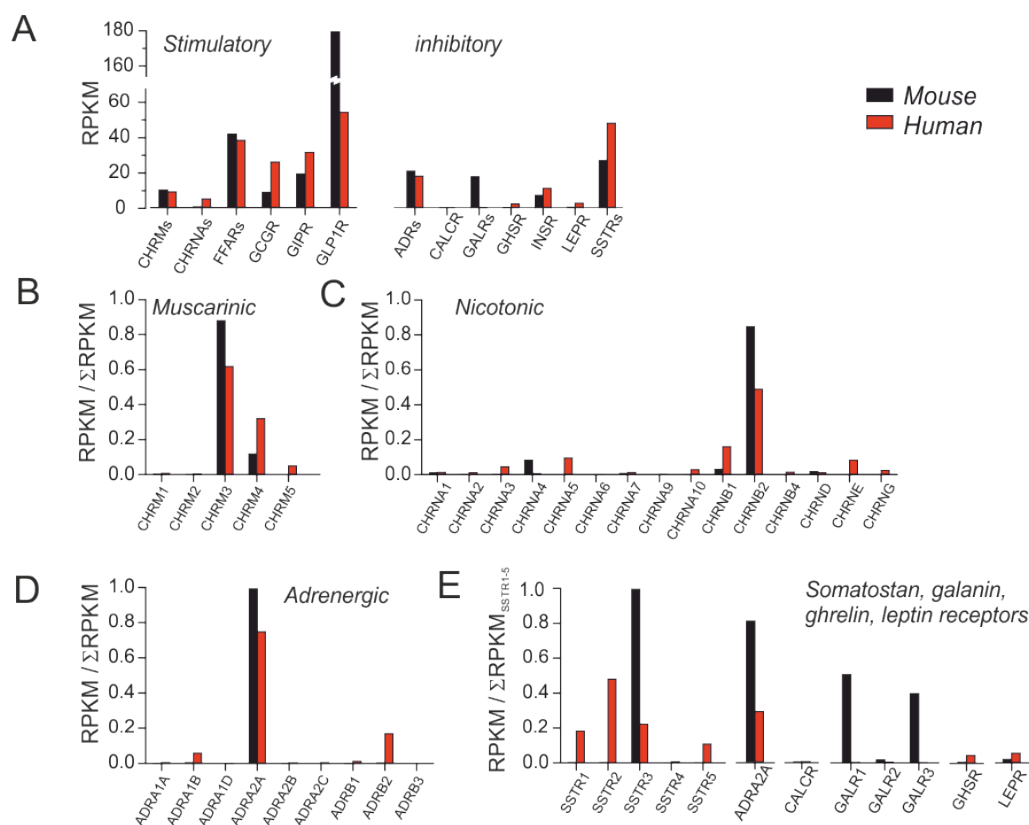 A
Stimulatory
inhibitory
RPKM
180
160
60
40
20
0
CHRMs
CHRNAs
FFARs
GCGR
GIPR
GLP1R
ADRs
CALCR
GALRs
GHSR
INSR
LEPR
SSTRs
Mouse
Human
B
Muscarinic
RPKM / ΣRPKM
1.0
0.8
0.6
0.4
0.2
0.0
CHRM1
CHRM2
CHRM3
CHRM4
CHRM5
C
Nicotonic
RPKM / ΣRPKM
1.0
0.8
0.6
0.4
0.2
0.0
CHRNA1
CHRNA2
CHRNA3
CHRNA4
CHRNA5
CHRNA6
CHRNA7
CHRNA9
CHRNA10
CHRNB1
CHRNB2
CHRNB4
CHRND
CHRNE
CHRNG
D
Adrenergic
RPKM / ΣRPKM
1.0
0.8
0.6
0.4
0.2
0.0
ADRA1A
ADRA1B
ADRA1D
ADRA2A
ADRA2B
ADRA2C
ADRB1
ADRB2
ADRB3
E
Somatostan, galanin,
ghrelin, leptin receptors
RPKM / ΣRPKM SSTR1-5
1.0
0.8
0.6
0.4
0.2
0.0
SSTR1
SSTR2
SSTR3
SSTR4
SSTR5
ADRA2A
CALCR
GALR1
GALR2
GALR3
GHSR
LEPR